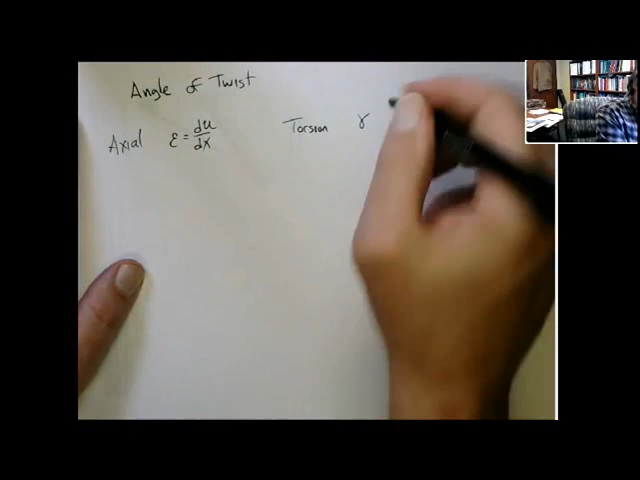 Angle of Twist
Axial ε = du/dx Torsion γ